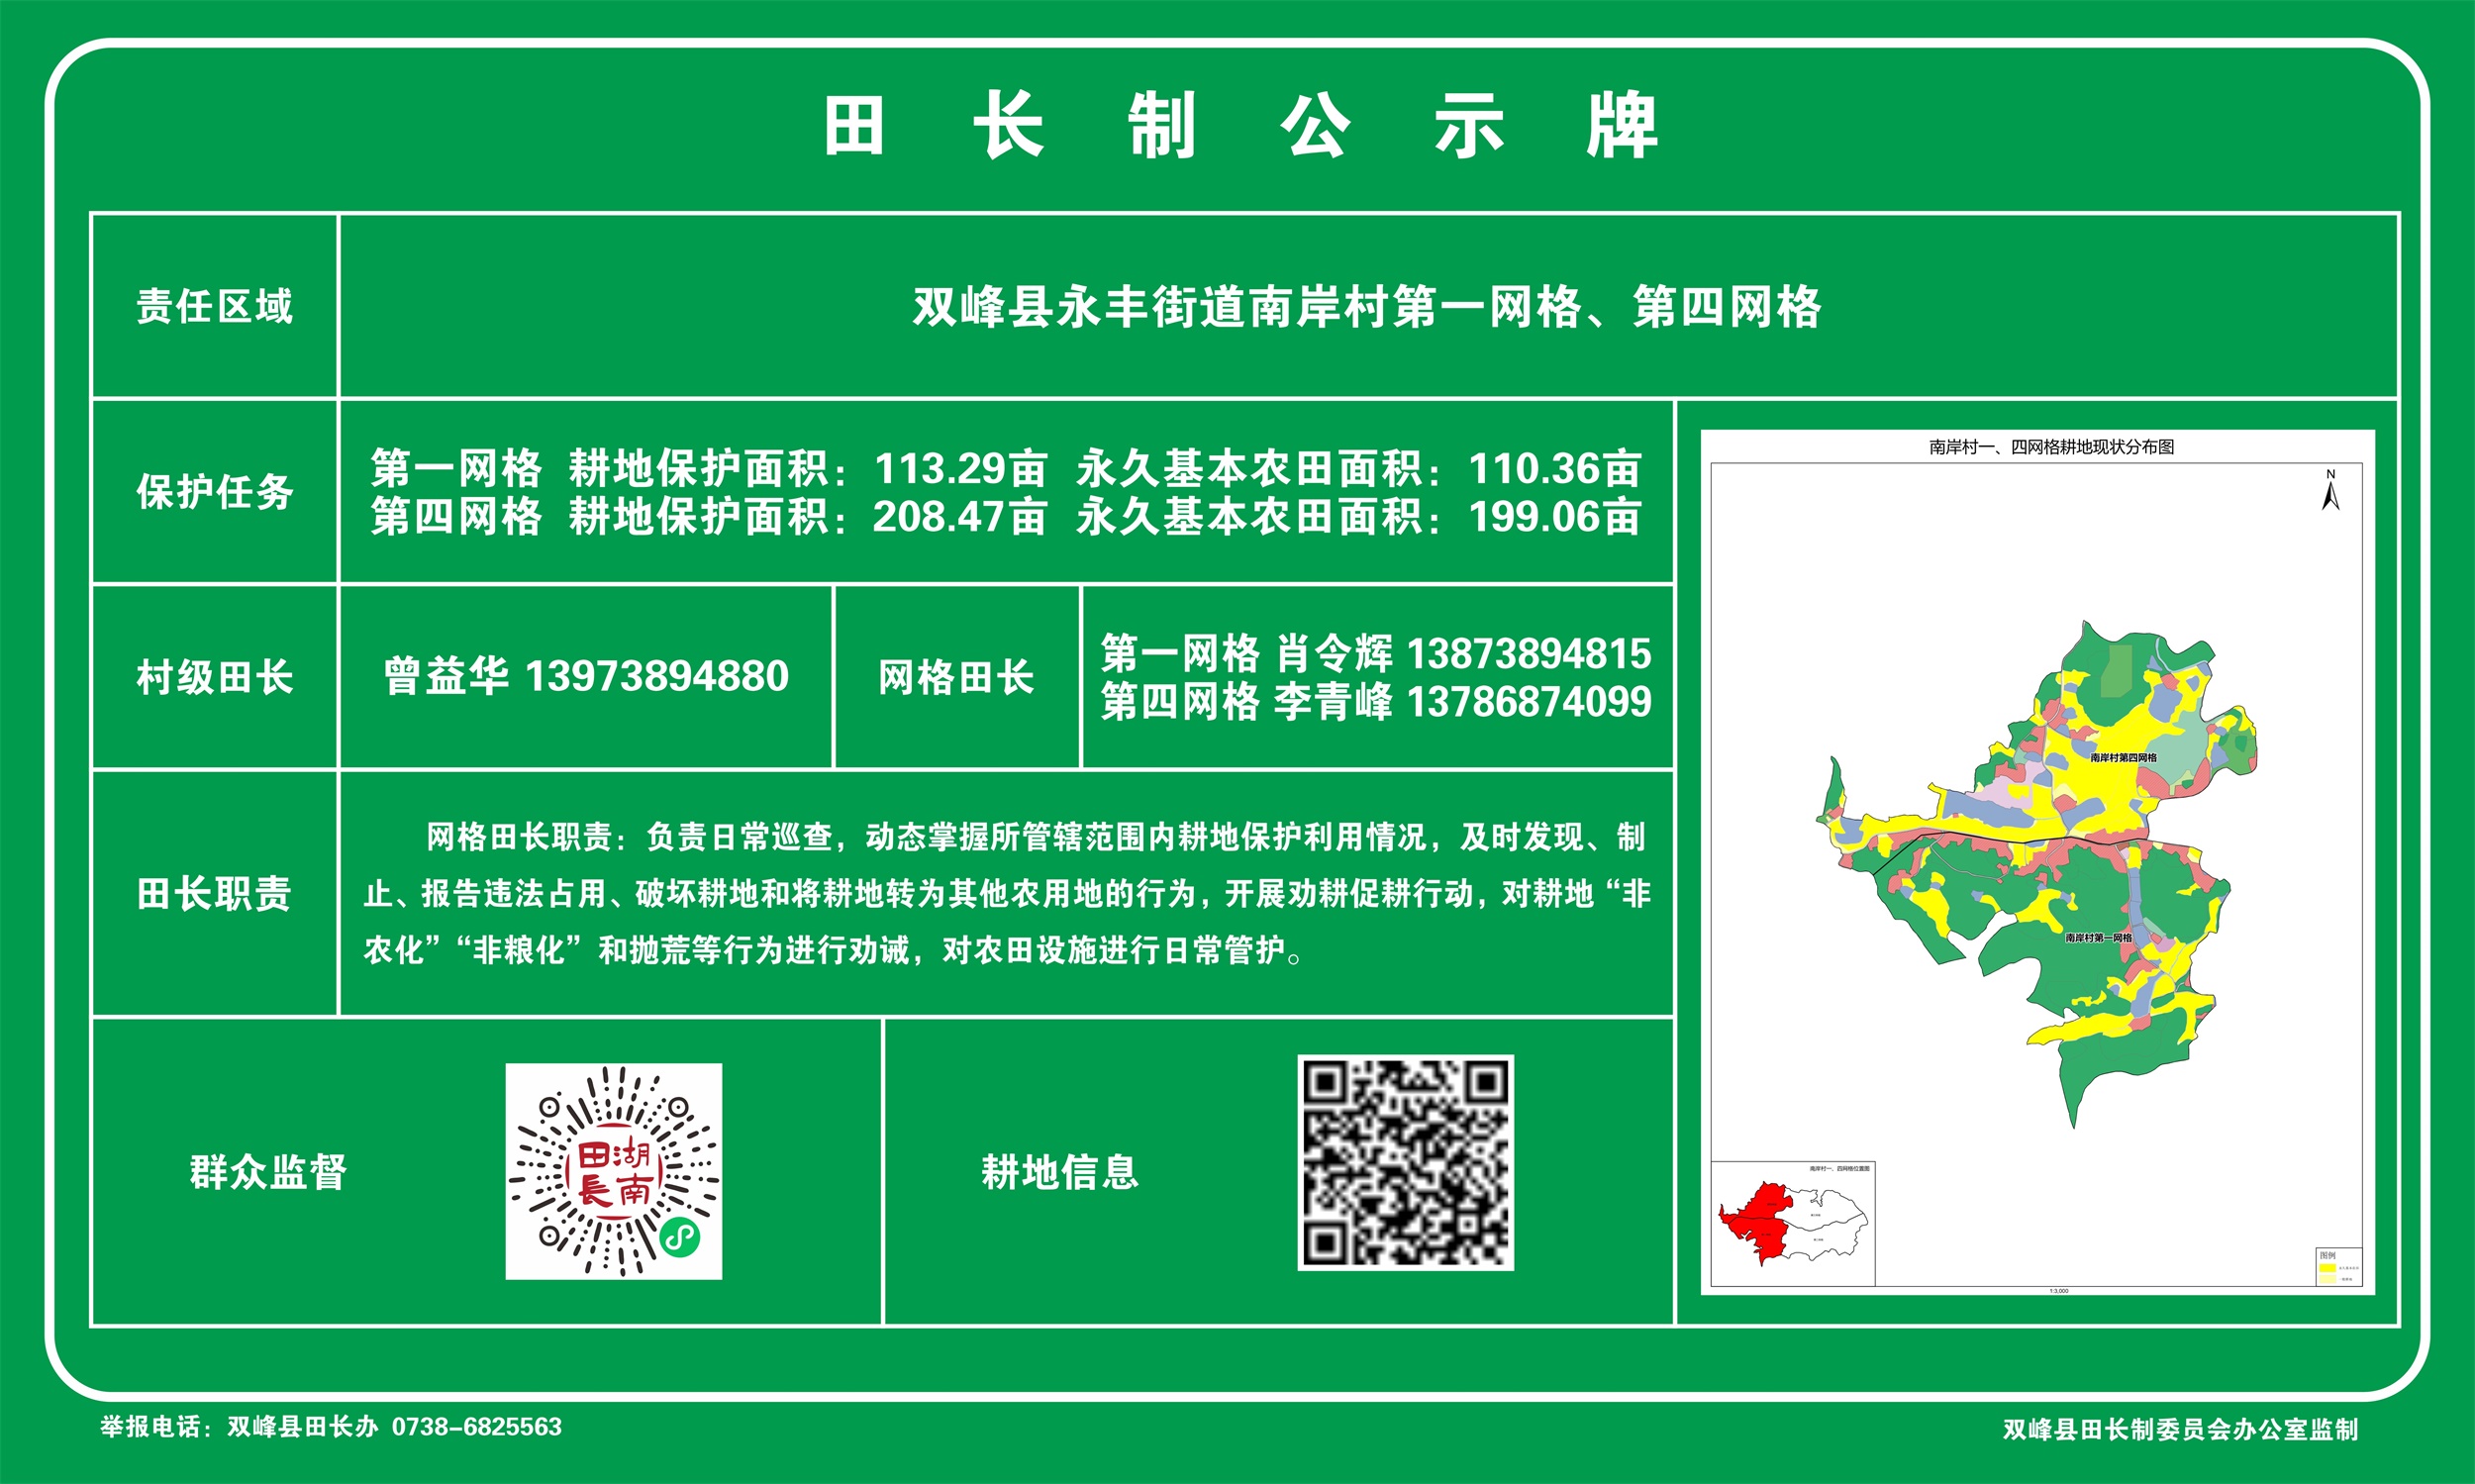 田长制公示牌
责任区域
双峰县永丰街道南岸村第一网格、第四网格
保护任务
第一网格 耕地保护面积：113.29亩 永久基本农田面积：110.36亩
第四网格 耕地保护面积：208.47亩 永久基本农田面积：199.06亩
村级田长
曾益华 13973894880
网格田长
第一网格 肖令辉 13873894815
第四网格 李青峰 13786874099
田长职责
网格田长职责：负责日常巡查，动态掌握所管辖范围内耕地保护利用情况，及时发现、制
止、报告违法占用、破坏耕地和将耕地转为其他农用地的行为，开展劝耕促耕行动，对耕地“非
农化”“非粮化”和抛荒等行为进行劝诫，对农田设施进行日常管护。
群众监督
湖南
田長
耕地信息
南岸村一、四网格耕地现状分布图
N
南岸村第四网格
南岸村第一网格
南岸村一、四网格位置图
图例
1:3,000
举报电话：双峰县田长办 0738-6825563
双峰县田长制委员会办公室监制